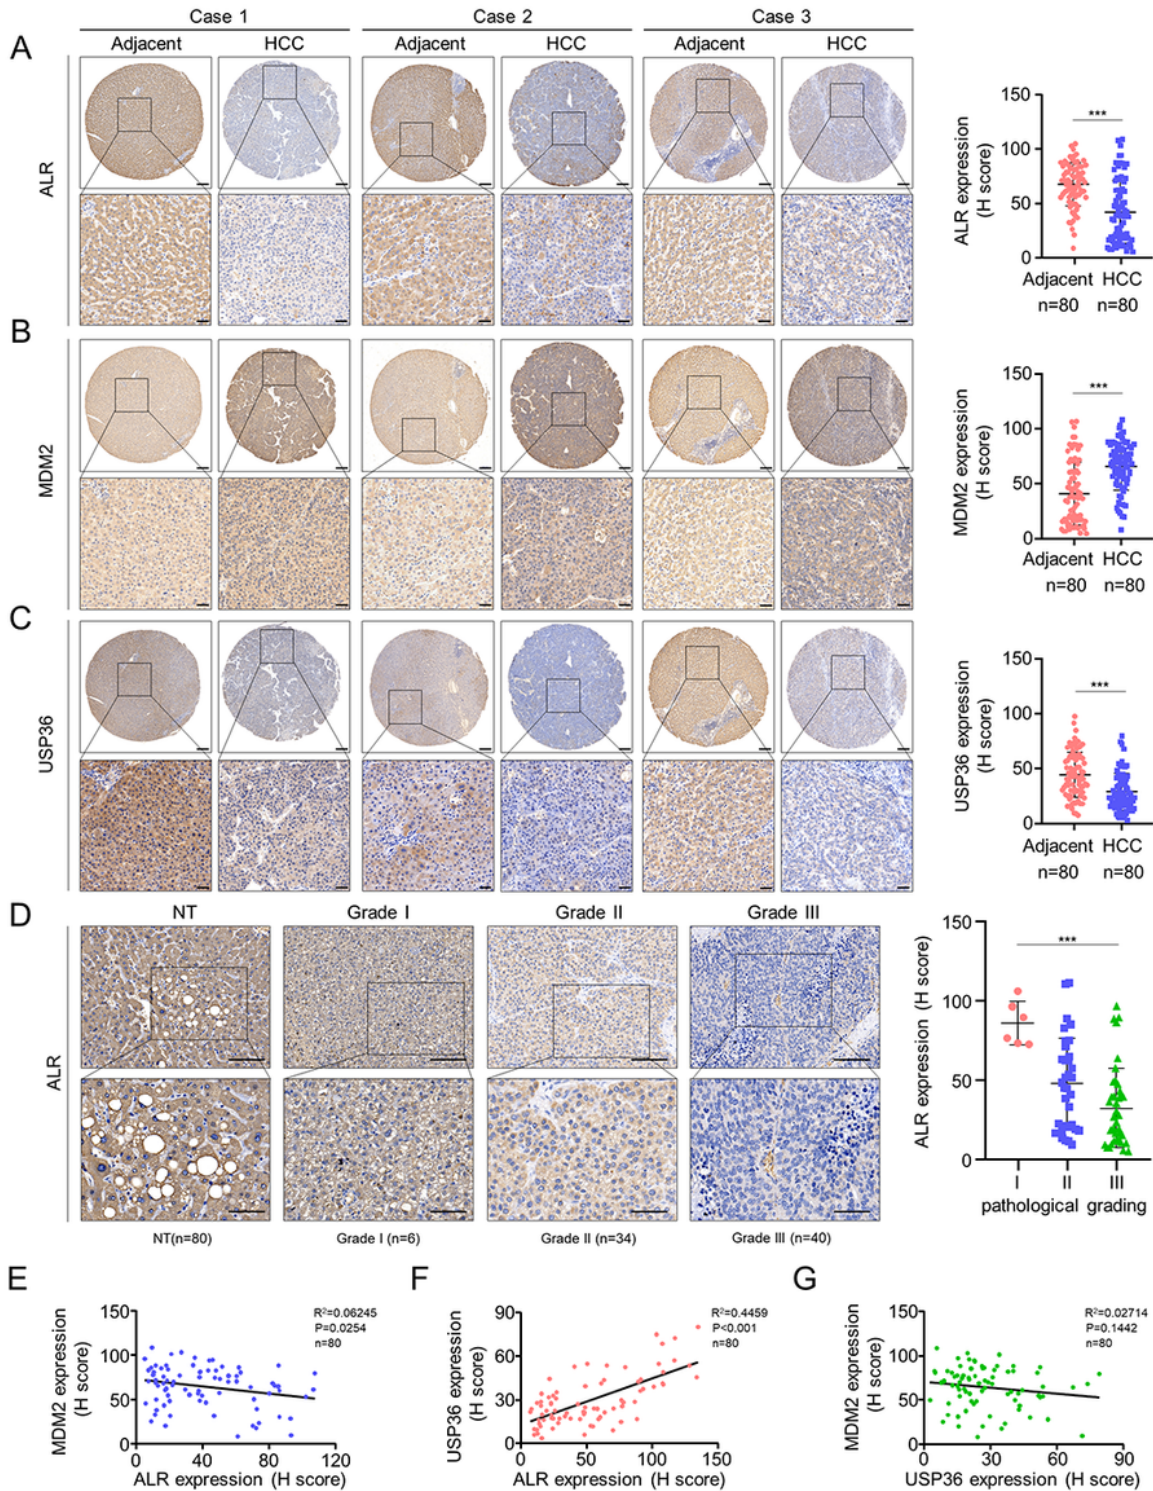 Case 1 Case 2 Case 3
A Adjacent HCC Adjacent HCC Adjacent HCC
ALR
ALR expression
(H score)
150
***
100
50
0
Adjacent HCC
n=80 n=80
B
MDM2
MDM2 expression
(H score)
150
***
100
50
0
Adjacent HCC
n=80 n=80
C
USP36
USP36 expression
(H score)
150
***
100
50
0
Adjacent HCC
n=80 n=80
D
NT Grade I Grade II Grade III
ALR
NT(n=80) Grade I (n=6) Grade II (n=34) Grade III (n=40)
ALR expression (H score)
150
***
100
50
0
I II III
pathological grading
E
MDM2 expression
(H score)
150
100
50
0
R²=0.06245
P=0.0254
n=80
0 40 80 120
ALR expression (H score)
F
USP36 expression
(H score)
90
60
30
0
R²=0.4459
P<0.001
n=80
0 50 100 150
ALR expression (H score)
G
MDM2 expression
(H score)
150
100
50
0
R²=0.02714
P=0.1442
n=80
0 30 60 90
USP36 expression (H score)